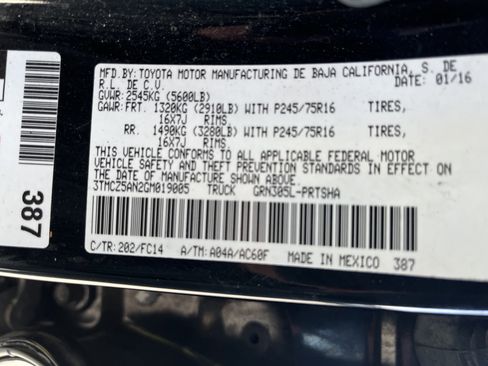 MFD.BY: TOYOTA MOTOR MANUFACTURING DE BAJA CALIFORNIA, S. DE
R.L. DE C.V. DATE: 01/16
GVWR: 2545KG (5600LB)
GAWR: FRT. 1320KG (2910LB) WITH P245/75R16 TIRES,
16X7J RIMS
RR. 1490KG (3280LB) WITH P245/75R16 TIRES,
16X7J RIMS
THIS VEHICLE CONFORMS TO ALL APPLICABLE FEDERAL MOTOR
VEHICLE SAFETY AND THEFT PREVENTION STANDARDS IN EFFECT ON
THE DATE OF MANUFACTURE SHOWN ABOVE.
3TMCZ5AN2GM019005 TRUCK GRN305L-PRTSHA
C/TR: 202/FC14 A/TM: A04A/AC60F MADE IN MEXICO 387
387